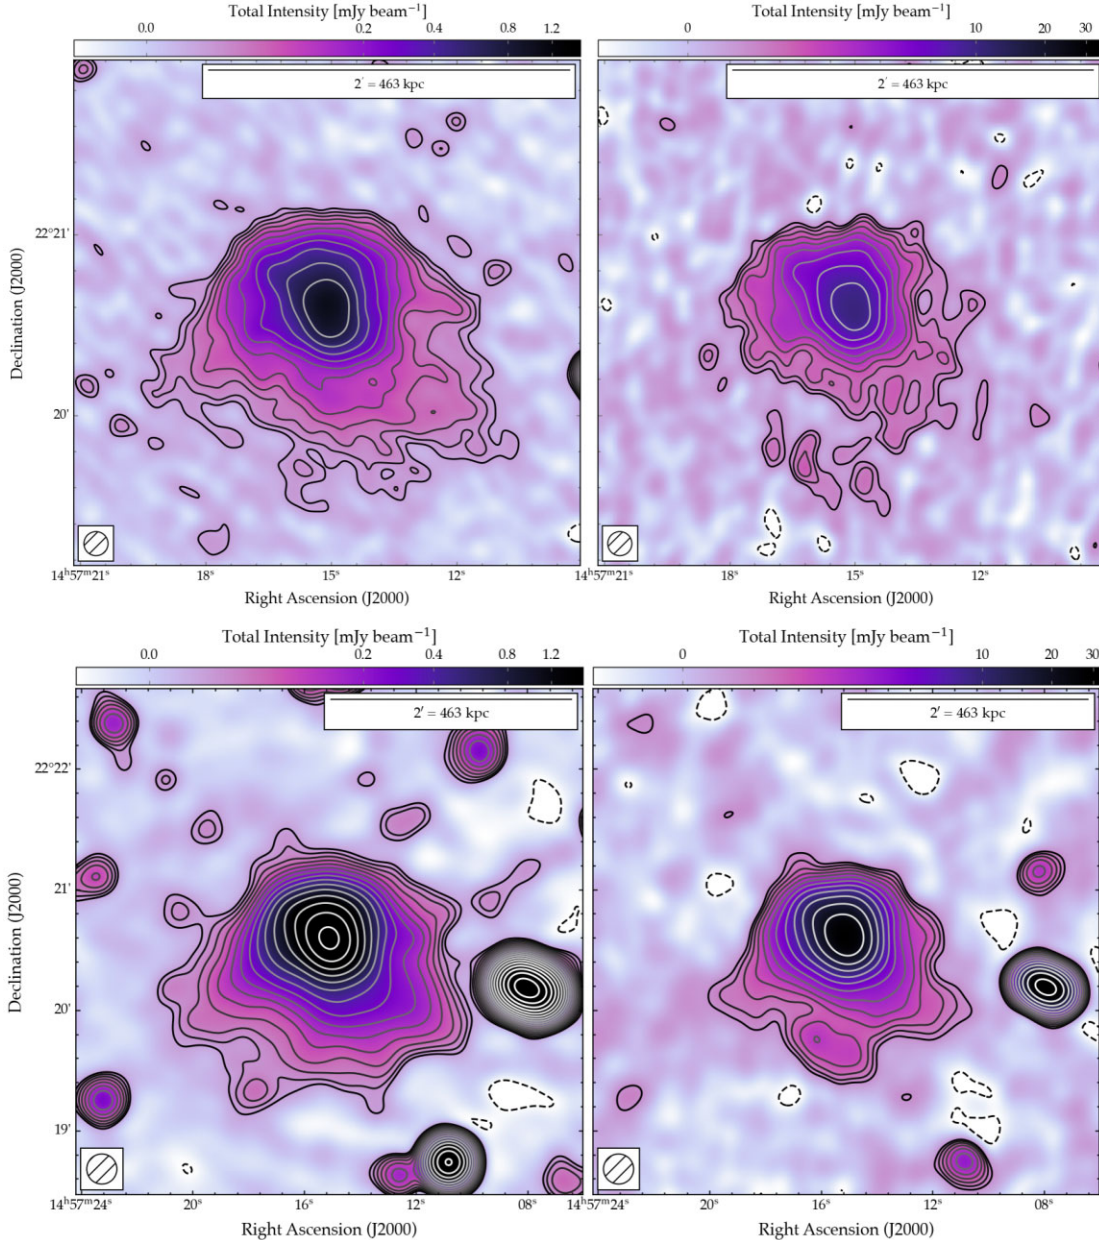 Total Intensity [mJy beam⁻¹]
0.0 0.2 0.4 0.8 1.2
2′ = 463 kpc
Declination (J2000)
22°21′
20′
14ʰ57ᵐ21ˢ 18ˢ 15ˢ 12ˢ
Right Ascension (J2000)
Total Intensity [mJy beam⁻¹]
0 10 20 30
2′ = 463 kpc
14ʰ57ᵐ21ˢ 18ˢ 15ˢ 12ˢ
Right Ascension (J2000)
Total Intensity [mJy beam⁻¹]
0.0 0.2 0.4 0.8 1.2
2′ = 463 kpc
Declination (J2000)
22°22′
21′
20′
19′
14ʰ57ᵐ24ˢ 20ˢ 16ˢ 12ˢ 08ˢ
Right Ascension (J2000)
Total Intensity [mJy beam⁻¹]
0 10 20 30
2′ = 463 kpc
14ʰ57ᵐ24ˢ 20ˢ 16ˢ 12ˢ 08ˢ
Right Ascension (J2000)